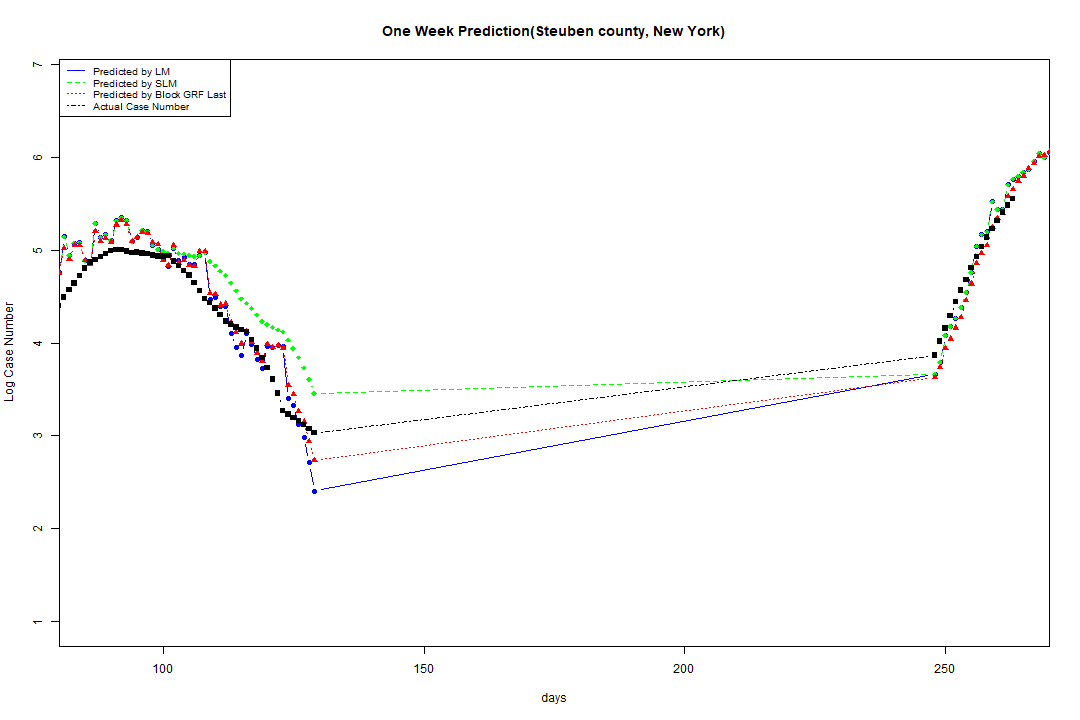 One Week Prediction(Steuben county, New York)
Predicted by LM
Predicted by SLM
Predicted by Block GRF Last
Actual Case Number
Log Case Number
7
6
5
4
3
2
1
100 150 200 250
days